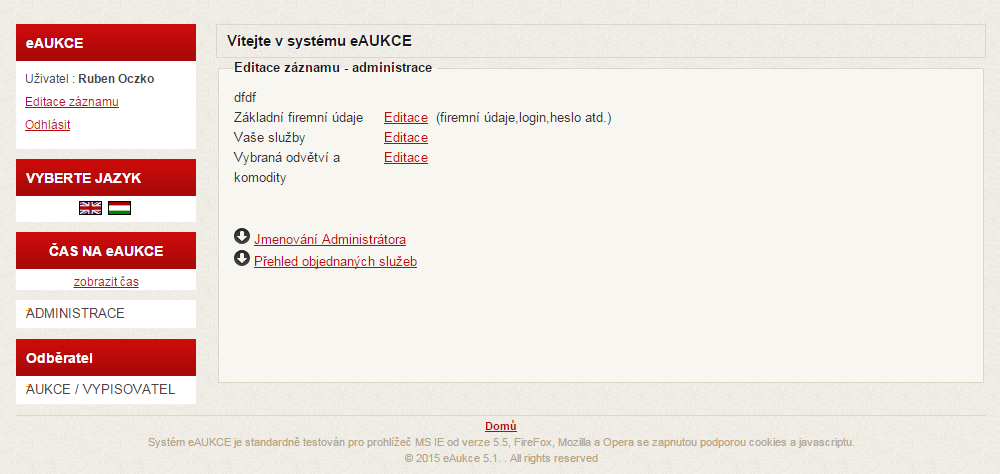 eAUKCE
Uživatel : Ruben Oczko
Editace záznamu
Odhlásit
VYBERTE JAZYK
ČAS NA eAUKCE
zobrazit čas
ADMINISTRACE
Odběratel
AUKCE / VYPISOVATEL
Vítejte v systému eAUKCE
Editace záznamu - administrace
dfdf
Základní firemní údaje Editace (firemní údaje,login,heslo atd.)
Vaše služby Editace
Vybraná odvětví a Editace
komodity
Jmenování Administrátora
Přehled objednaných služeb
Domů
Systém eAUKCE je standardně testován pro prohlížeč MS IE od verze 5.5, FireFox, Mozilla a Opera se zapnutou podporou cookies a javascriptu.
© 2015 eAukce 5.1. . All rights reserved